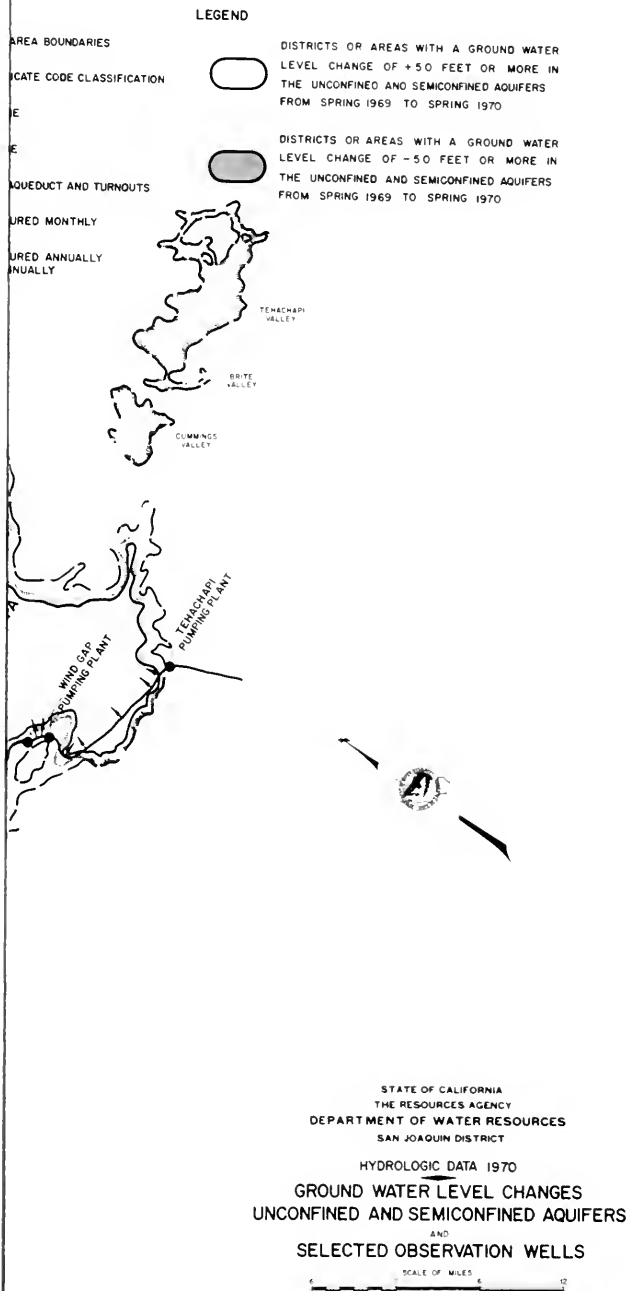 LEGEND
AREA BOUNDARIES
ICATE CODE CLASSIFICATION
E
E
AQUEDUCT AND TURNOUTS
URED MONTHLY
URED ANNUALLY
NUALLY
DISTRICTS OR AREAS WITH A GROUND WATER
LEVEL CHANGE OF +50 FEET OR MORE IN
THE UNCONFINED AND SEMICONFINED AQUIFERS
FROM SPRING 1969 TO SPRING 1970
DISTRICTS OR AREAS WITH A GROUND WATER
LEVEL CHANGE OF -50 FEET OR MORE IN
THE UNCONFINED AND SEMICONFINED AQUIFERS
FROM SPRING 1969 TO SPRING 1970
TEHACHAPI
VALLEY
BRITE
VALLEY
CUMMINGS
VALLEY
TEHACHAPI
PUMPING PLANT
WIND GAP
PUMPING PLANT
STATE OF CALIFORNIA
THE RESOURCES AGENCY
DEPARTMENT OF WATER RESOURCES
SAN JOAQUIN DISTRICT
HYDROLOGIC DATA 1970
GROUND WATER LEVEL CHANGES
UNCONFINED AND SEMICONFINED AQUIFERS
AND
SELECTED OBSERVATION WELLS
SCALE OF MILES
6 6 12